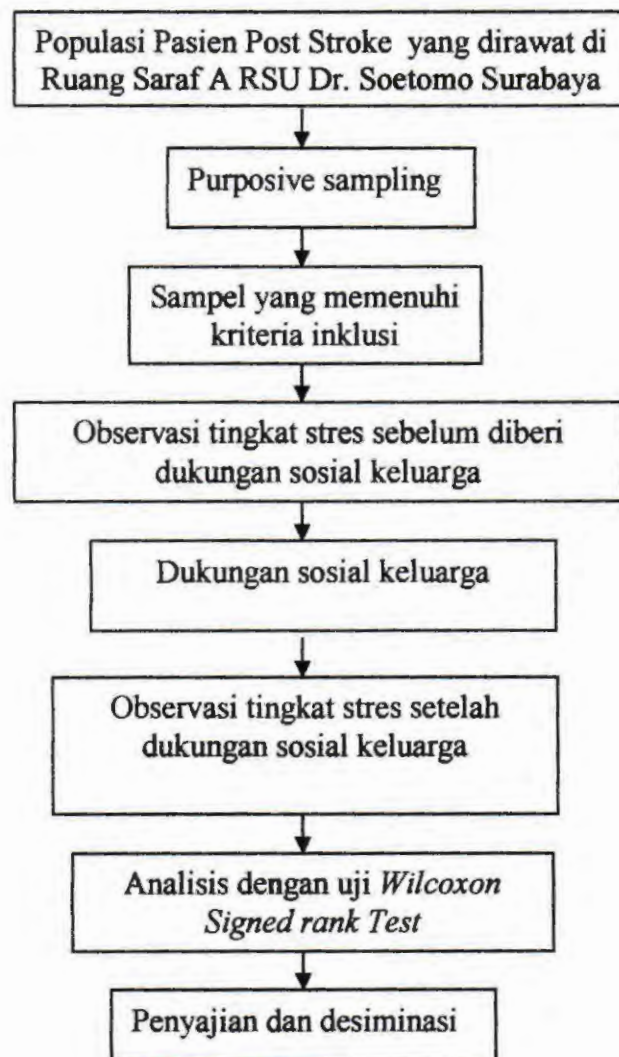 Populasi Pasien Post Stroke yang dirawat di
Ruang Saraf A RSU Dr. Soetomo Surabaya
Purposive sampling
Sampel yang memenuhi
kriteria inklusi
Observasi tingkat stres sebelum diberi
dukungan sosial keluarga
Dukungan sosial keluarga
Observasi tingkat stres setelah
dukungan sosial keluarga
Analisis dengan uji Wilcoxon
Signed rank Test
Penyajian dan desiminasi